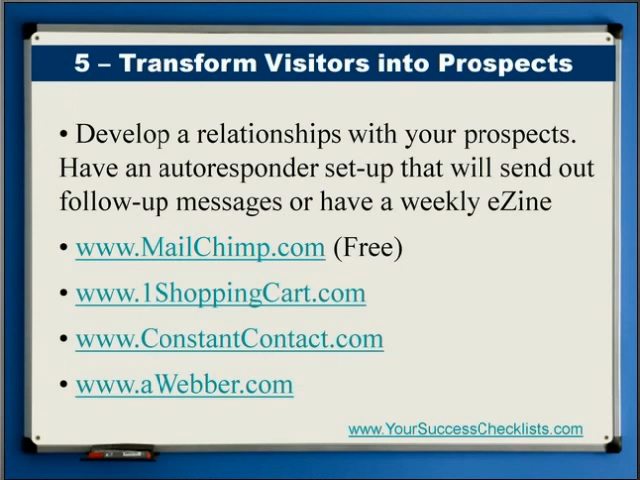 5 – Transform Visitors into Prospects
• Develop a relationships with your prospects.
Have an autoresponder set-up that will send out
follow-up messages or have a weekly eZine
• www.MailChimp.com (Free)
• www.1ShoppingCart.com
• www.ConstantContact.com
• www.aWebber.com
www.YourSuccessChecklists.com